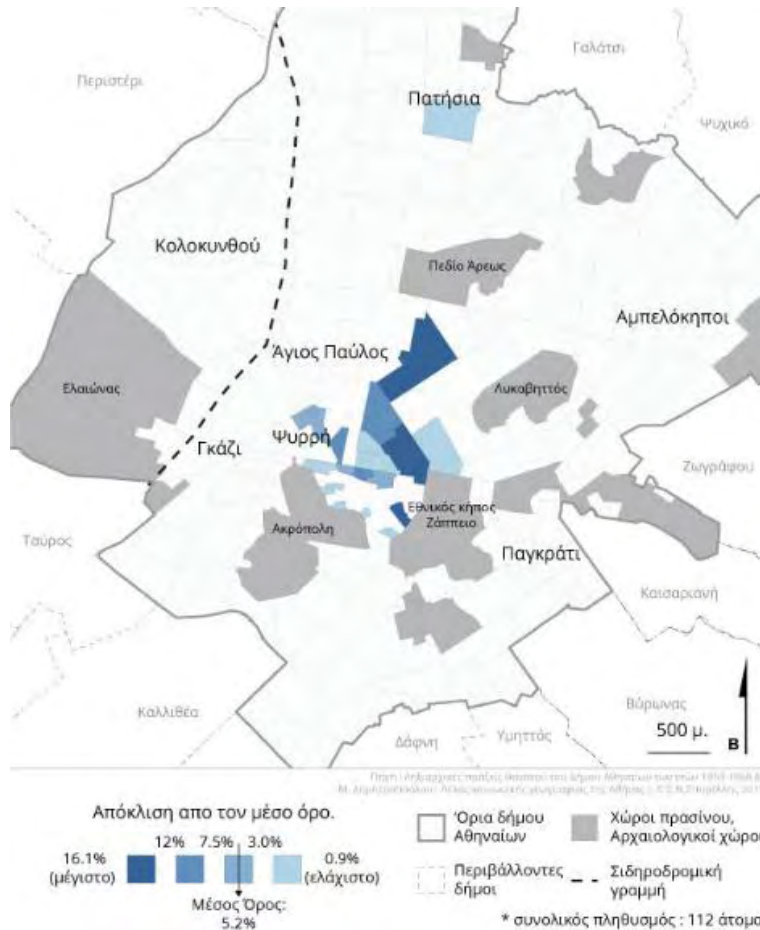 Γαλάτσι
Περιστέρι
Πατήσια
Ψυχικό
Κολοκυνθού
Πεδίο Άρεως
Αμπελόκηποι
Άγιος Παύλος
Ελαιώνας
Λυκαβηττός
Ψυρρή
Γκάζι
Ζωγράφου
Εθνικός κήπος
Ζάππειο
Ακρόπολη
Ταύρος
Παγκράτι
Καισαριανή
Καλλιθέα
Βύρωνας
Υμηττός
Δάφνη
500 μ.
Β
Απόκλιση απο τον μέσο όρο.
12% 7.5% 3.0%
16.1%
(μέγιστο)
0.9%
(ελάχιστο)
Μέσος Όρος:
5.2%
Όρια δήμου
Αθηναίων
Χώροι πρασίνου,
Αρχαιολογικοί χώροι
Περιβάλλοντες
δήμοι
Σιδηροδρομική
γραμμή
* συνολικός πληθυσμός : 112 άτομα